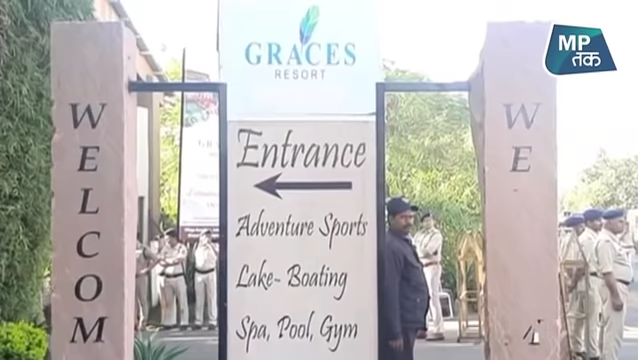 GRACES
RESORT
MP
तक
Entrance
Adventure Sports
Lake-Boating
Spa, Pool, Gym
WELCOM
WE